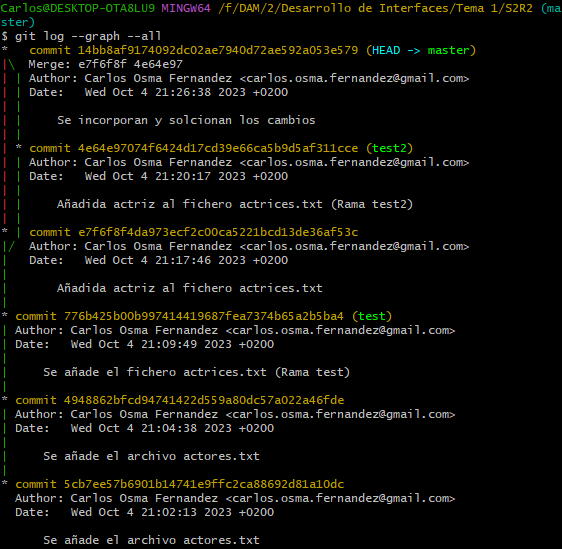 Carlos@DESKTOP-OTA8LU9 MINGW64 /f/DAM/2/Desarrollo de Interfaces/Tema 1/S2R2 (ma
ster)
$ git log --graph --all
*   commit 14bb8af9174092dc02ae7940d72ae592a053e579 (HEAD -> master)
|\  Merge: e7f6f8f 4e64e97
| | Author: Carlos Osma Fernandez <carlos.osma.fernandez@gmail.com>
| | Date:   Wed Oct 4 21:26:38 2023 +0200
| |
| |     Se incorporan y solcionan los cambios
| |
| * commit 4e64e97074f6424d17cd39e66ca5b9d5af311cce (test2)
| | Author: Carlos Osma Fernandez <carlos.osma.fernandez@gmail.com>
| | Date:   Wed Oct 4 21:20:17 2023 +0200
| |
| |     Añadida actriz al fichero actrices.txt (Rama test2)
| |
* | commit e7f6f8f4da973ecf2c00ca5221bcd13de36af53c
|/  Author: Carlos Osma Fernandez <carlos.osma.fernandez@gmail.com>
|   Date:   Wed Oct 4 21:17:46 2023 +0200
|
|       Añadida actriz al fichero actrices.txt
|
* commit 776b425b00b997414419687fea7374b65a2b5ba4 (test)
| Author: Carlos Osma Fernandez <carlos.osma.fernandez@gmail.com>
| Date:   Wed Oct 4 21:09:49 2023 +0200
|
|     Se añade el fichero actrices.txt (Rama test)
|
* commit 4948862bfcd94741422d559a80dc57a022a46fde
| Author: Carlos Osma Fernandez <carlos.osma.fernandez@gmail.com>
| Date:   Wed Oct 4 21:04:38 2023 +0200
|
|     Se añade el archivo actores.txt
|
* commit 5cb7ee57b6901b14741e9ffc2ca88692d81a10dc
  Author: Carlos Osma Fernandez <carlos.osma.fernandez@gmail.com>
  Date:   Wed Oct 4 21:02:13 2023 +0200

      Se añade el archivo actores.txt